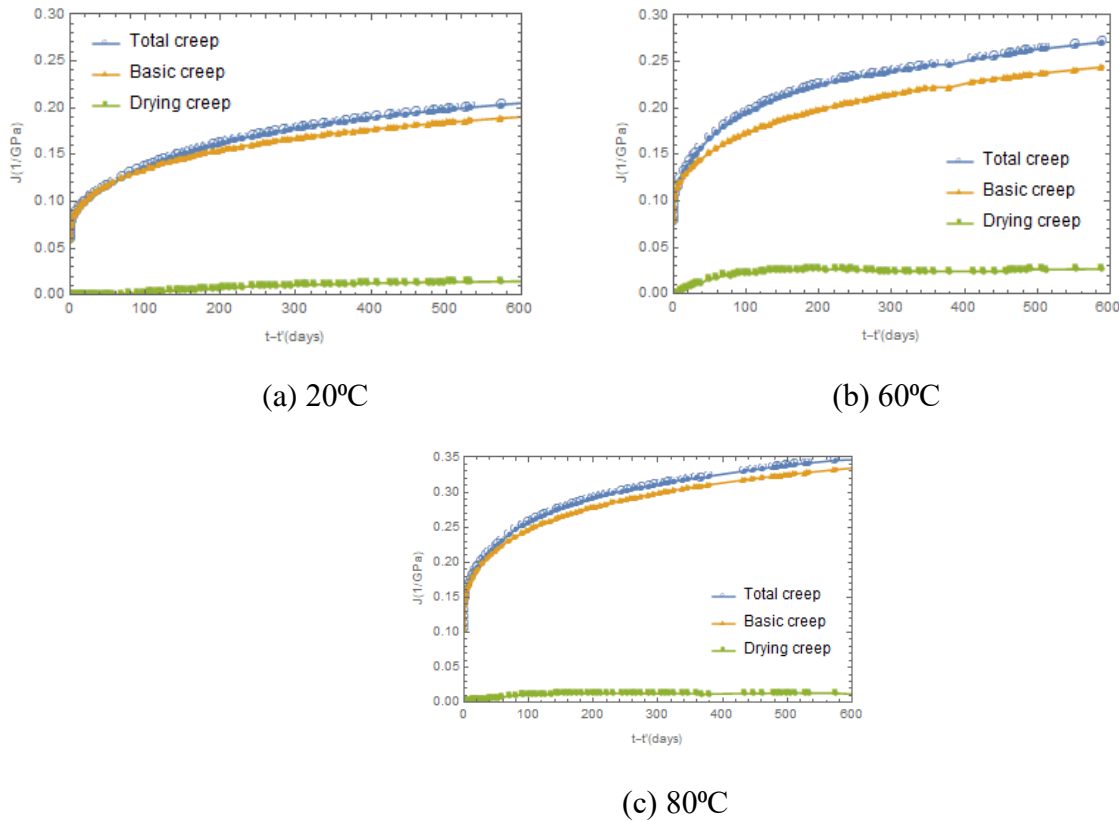 0.30
0.25
0.20
0.15
0.10
0.05
0.00
J(1/GPa)
Total creep
Basic creep
Drying creep
0 100 200 300 400 500 600
t-t'(days)
(a) 20ºC
0.30
0.25
0.20
0.15
0.10
0.05
0.00
J(1/GPa)
Total creep
Basic creep
Drying creep
0 100 200 300 400 500 600
t-t'(days)
(b) 60ºC
0.35
0.30
0.25
0.20
0.15
0.10
0.05
0.00
J(1/GPa)
Total creep
Basic creep
Drying creep
0 100 200 300 400 500 600
t-t'(days)
(c) 80ºC